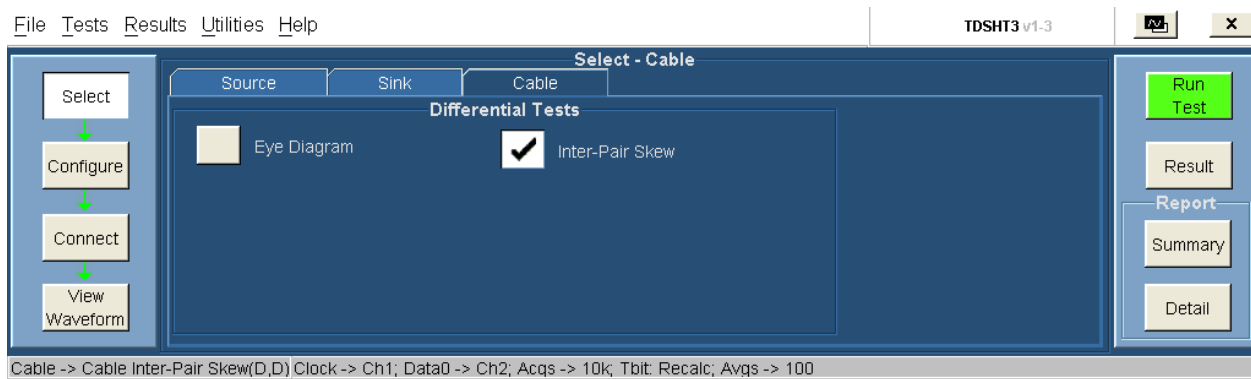 File Tests Results Utilities Help TDSHT3 v1-3 x
Select - Cable
Source Sink Cable
Select
Differential Tests
Run
Test
Eye Diagram
Inter-Pair Skew
Configure
Result
Report
Connect
Summary
View
Waveform
Detail
Cable -> Cable Inter-Pair Skew(D,D) Clock -> Ch1; Data0 -> Ch2; Acqs -> 10k; Tbit: Recalc; Avgs -> 100